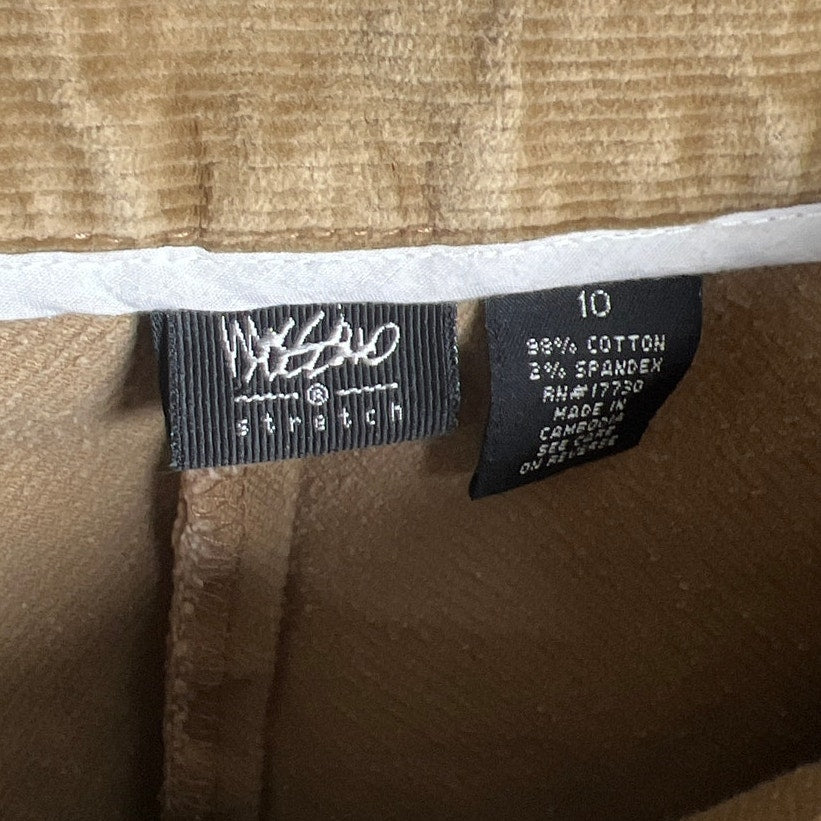 MOSSIMO
®
stretch
10
98% COTTON
2% SPANDEX
RN#17730
MADE IN
CAMBODIA
SEE CARE
ON REVERSE